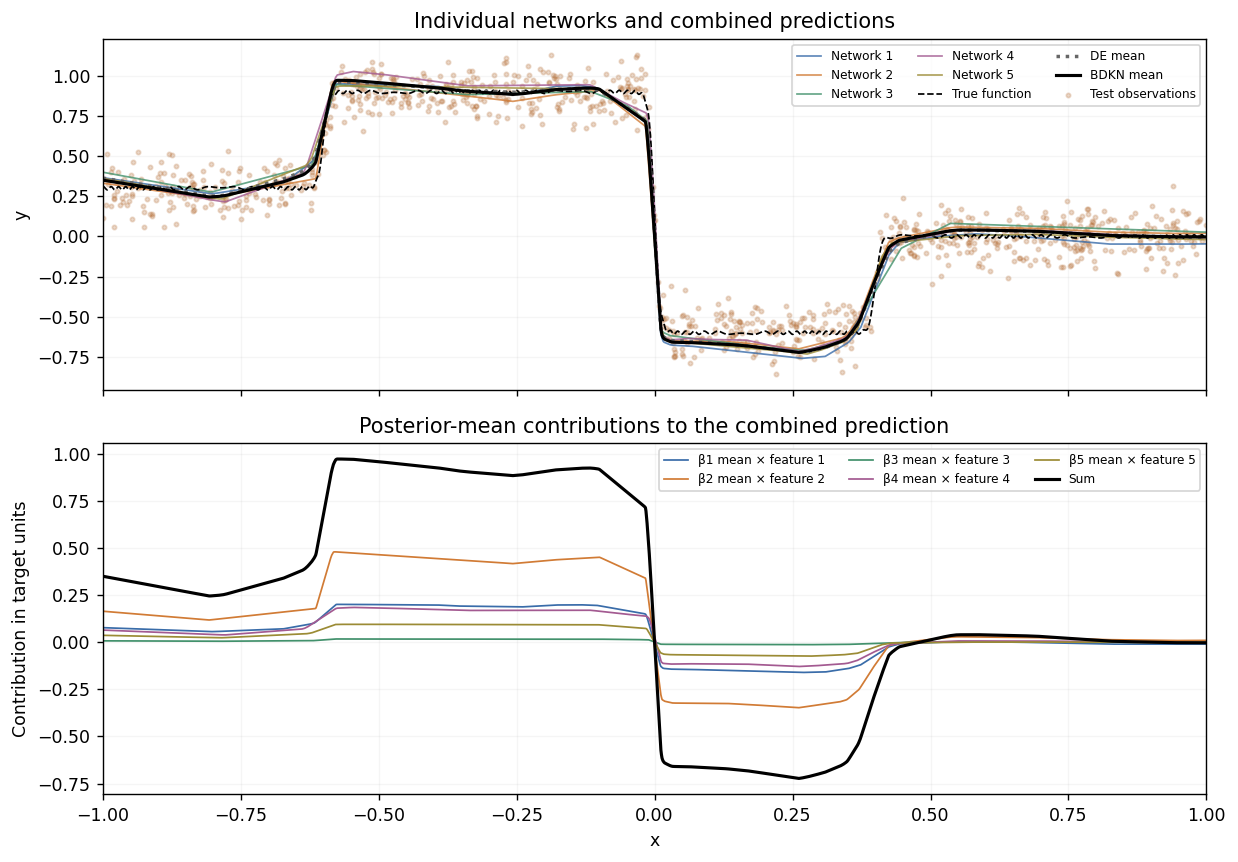 Individual networks and combined predictions
Network 1
Network 2
Network 3
Network 4
Network 5
True function
DE mean
BDKN mean
Test observations
1.00
0.75
0.50
0.25
0.00
−0.25
−0.50
−0.75
y
Posterior-mean contributions to the combined prediction
β1 mean × feature 1
β2 mean × feature 2
β3 mean × feature 3
β4 mean × feature 4
β5 mean × feature 5
Sum
1.00
0.75
0.50
0.25
0.00
−0.25
−0.50
−0.75
Contribution in target units
−1.00 −0.75 −0.50 −0.25 0.00 0.25 0.50 0.75 1.00
x